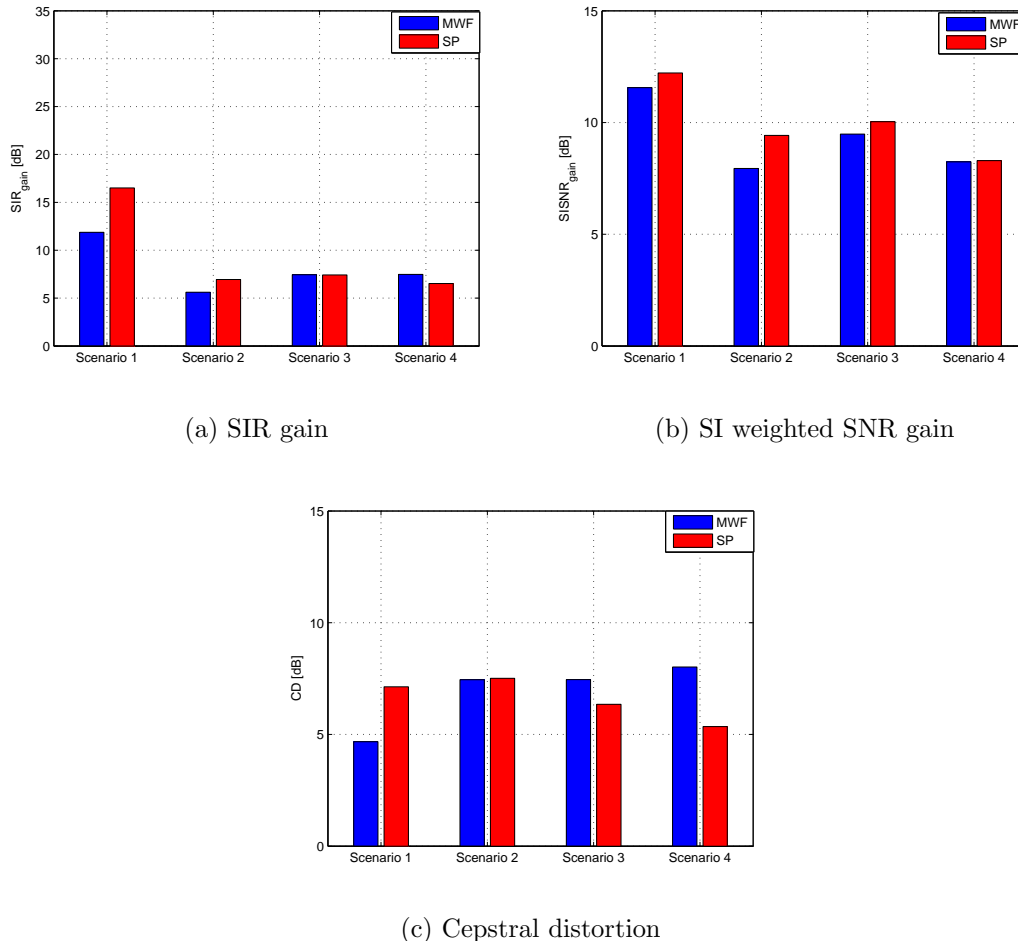 35
30
25
20
15
10
5
0
SIR_gain [dB]
MWF
SP
Scenario 1 Scenario 2 Scenario 3 Scenario 4
(a) SIR gain
15
10
5
0
SISNR_gain [dB]
MWF
SP
Scenario 1 Scenario 2 Scenario 3 Scenario 4
(b) SI weighted SNR gain
15
10
5
0
CD [dB]
MWF
SP
Scenario 1 Scenario 2 Scenario 3 Scenario 4
(c) Cepstral distortion